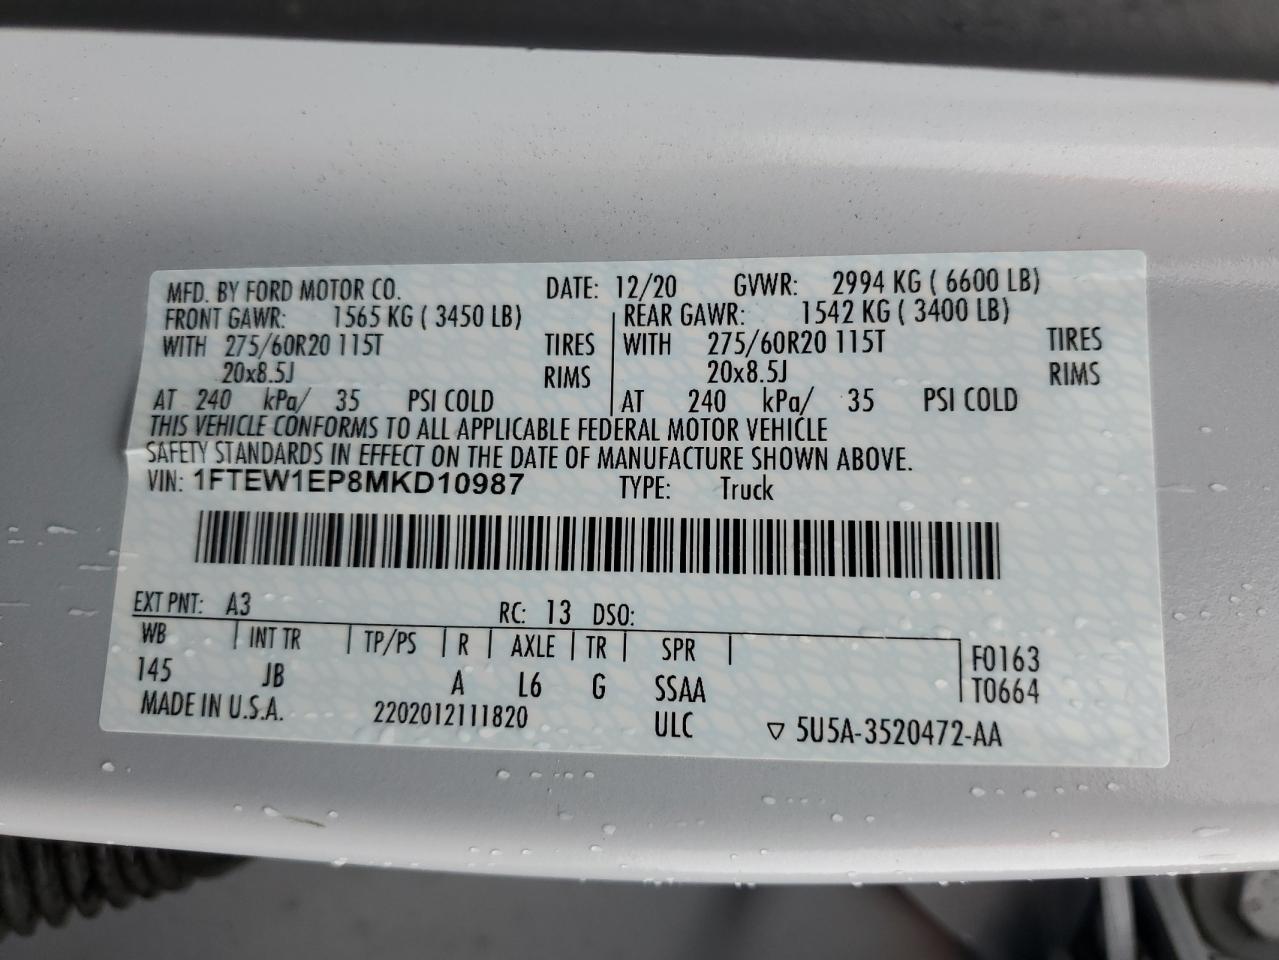 MFD. BY FORD MOTOR CO. DATE: 12/20 GVWR: 2994 KG ( 6600 LB)
FRONT GAWR: 1565 KG ( 3450 LB) REAR GAWR: 1542 KG ( 3400 LB)
WITH 275/60R20 115T TIRES WITH 275/60R20 115T TIRES
20x8.5J RIMS 20x8.5J RIMS
AT 240 kPa/ 35 PSI COLD AT 240 kPa/ 35 PSI COLD
THIS VEHICLE CONFORMS TO ALL APPLICABLE FEDERAL MOTOR VEHICLE
SAFETY STANDARDS IN EFFECT ON THE DATE OF MANUFACTURE SHOWN ABOVE.
VIN: 1FTEW1EP8MKD10987 TYPE: Truck
EXT PNT: A3 RC: 13 DSO:
WB INT TR TP/PS R AXLE TR SPR F0163
145 JB A L6 G SSAA T0664
MADE IN U.S.A. 2202012111820 ULC ▽ 5U5A-3520472-AA